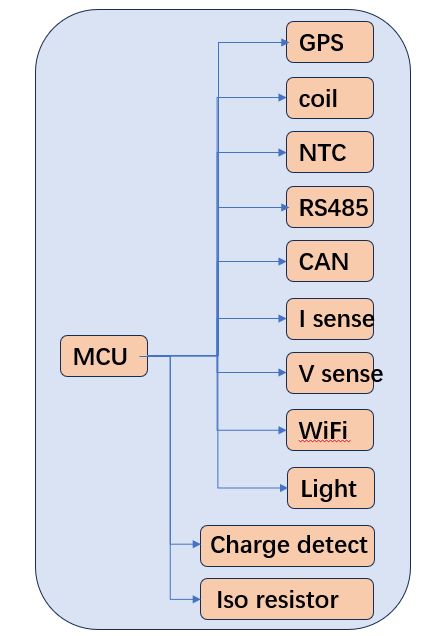 GPS
coil
NTC
RS485
CAN
I sense
MCU
V sense
WiFi
Light
Charge detect
Iso resistor